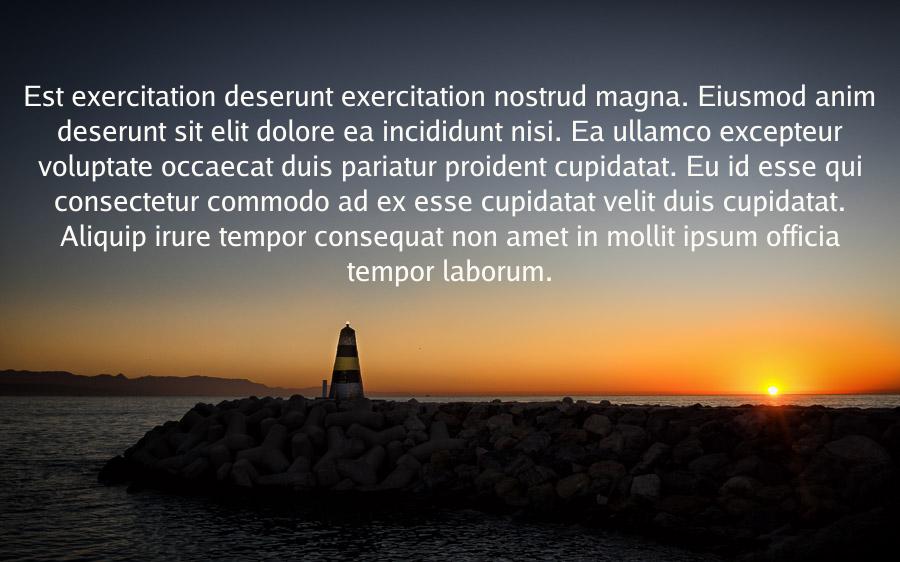 Est exercitation deserunt exercitation nostrud magna. Eiusmod anim
deserunt sit elit dolore ea incididunt nisi. Ea ullamco excepteur
voluptate occaecat duis pariatur proident cupidatat. Eu id esse qui
consectetur commodo ad ex esse cupidatat velit duis cupidatat.
Aliquip irure tempor consequat non amet in mollit ipsum officia
tempor laborum.